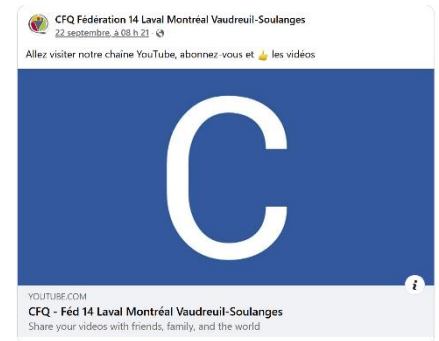 CFQ Fédération 14 Laval Montréal Vaudreuil-Soulanges
22 septembre, à 08 h 21 ·
Allez visiter notre chaîne YouTube, abonnez-vous et 👍 les vidéos
C
i
YOUTUBE.COM
CFQ - Féd 14 Laval Montréal Vaudreuil-Soulanges
Share your videos with friends, family, and the world